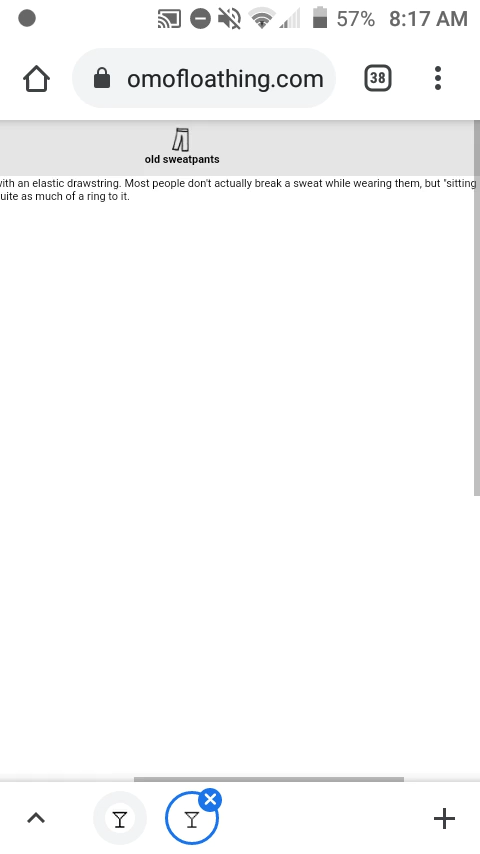 57% 8:17 AM
omofloathing.com
38
old sweatpants
with an elastic drawstring. Most people don't actually break a sweat while wearing them, but "sitting
uite as much of a ring to it.